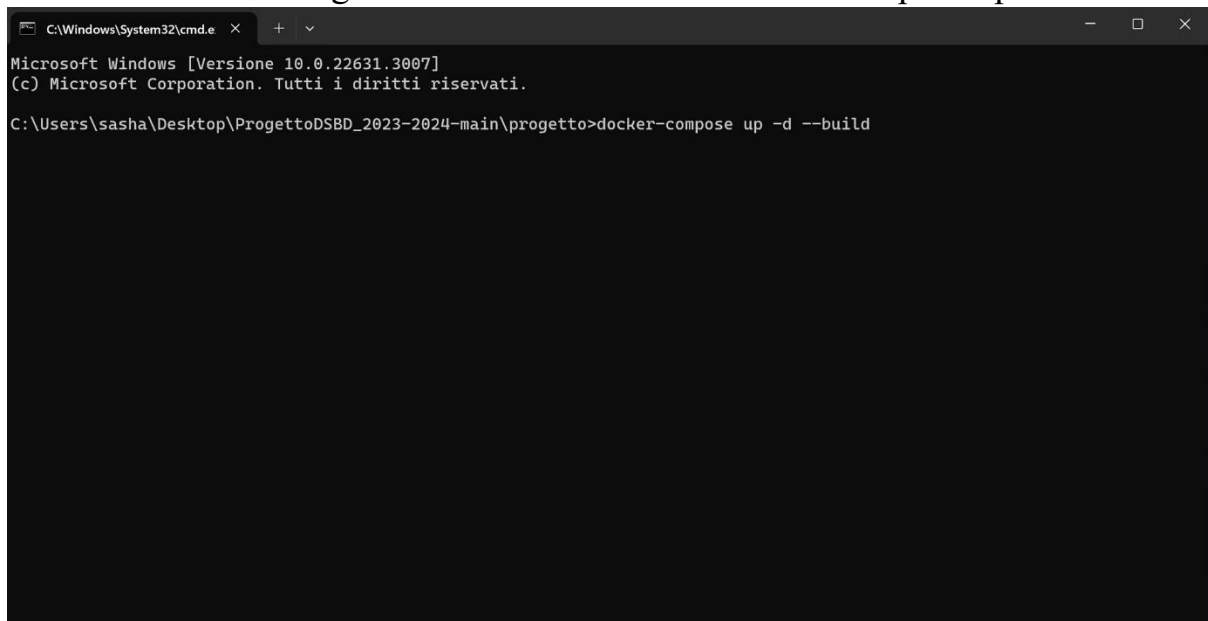 C:\Windows\System32\cmd.e
Microsoft Windows [Versione 10.0.22631.3007]
(c) Microsoft Corporation. Tutti i diritti riservati.
C:\Users\sasha\Desktop\ProgettoDSBD_2023-2024-main\progetto>docker-compose up -d --build